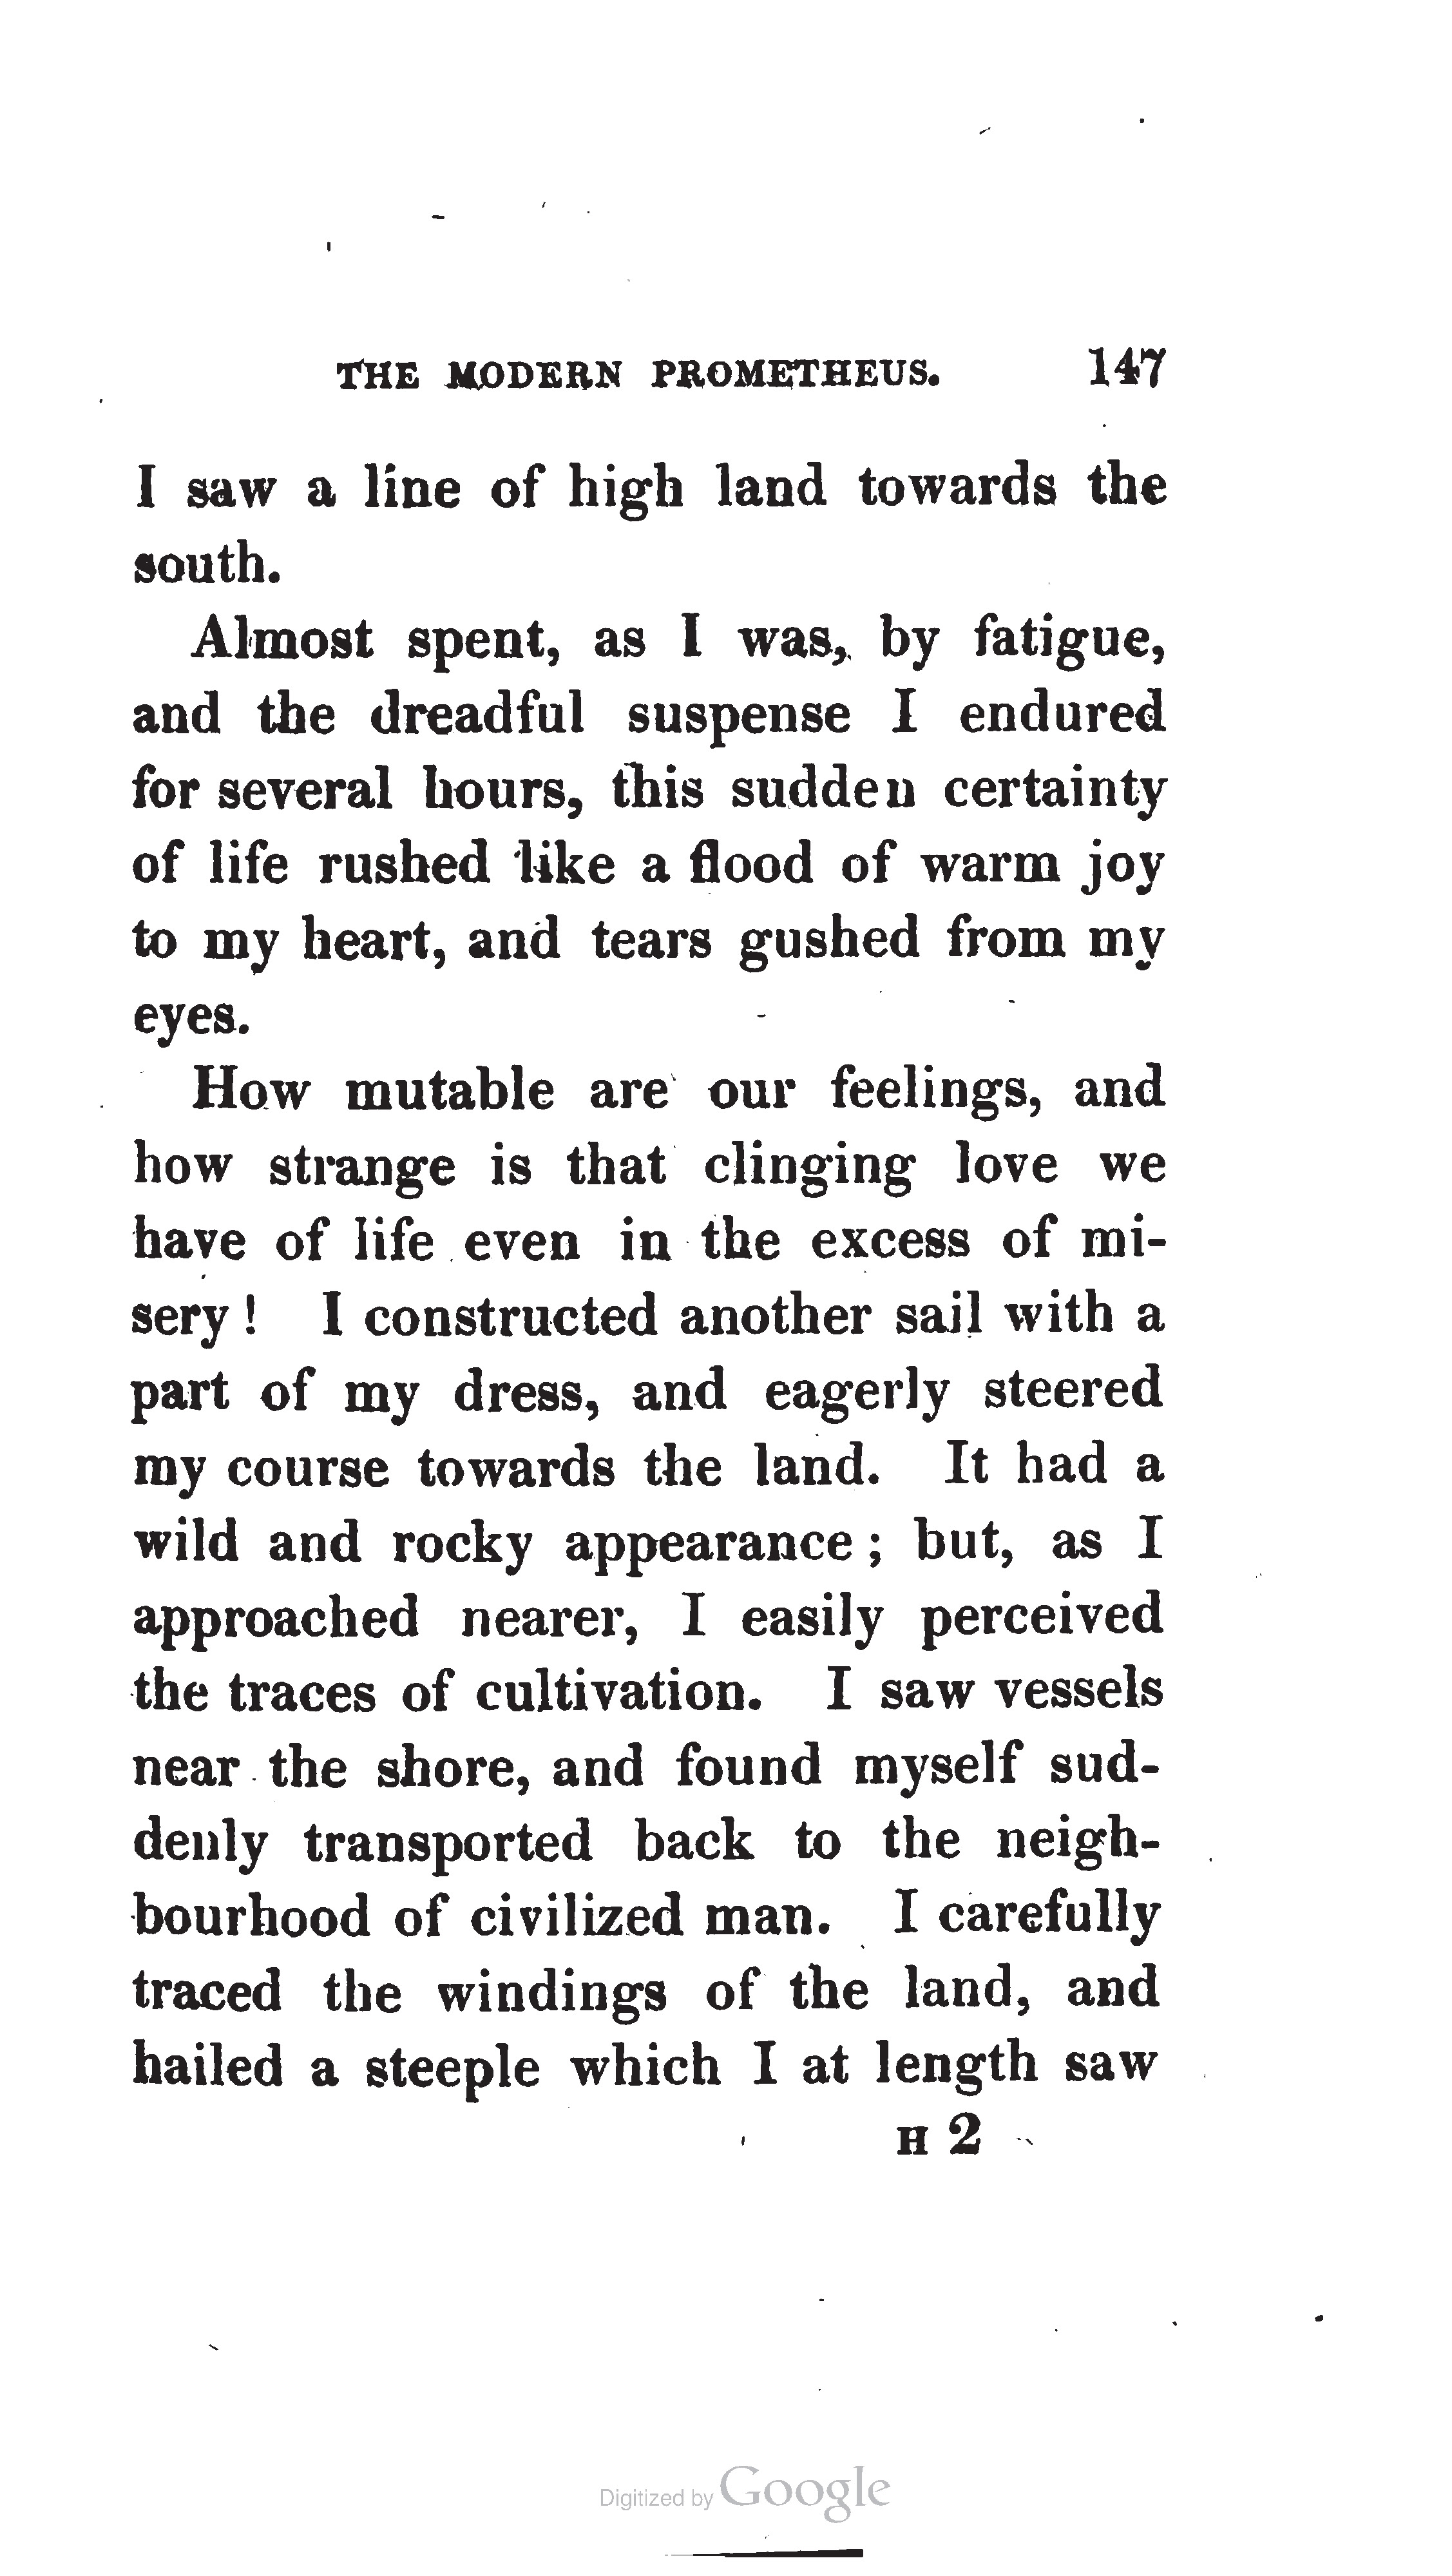 THE MODERN PROMETHEUS. 147
I saw a line of high land towards the
south.
Almost spent, as I was, by fatigue,
and the dreadful suspense I endured
for several hours, this sudden certainty
of life rushed like a flood of warm joy
to my heart, and tears gushed from my
eyes.
How mutable are our feelings, and
how strange is that clinging love we
have of life even in the excess of mi-
sery ! I constructed another sail with a
part of my dress, and eagerly steered
my course towards the land. It had a
wild and rocky appearance ; but, as I
approached nearer, I easily perceived
the traces of cultivation. I saw vessels
near the shore, and found myself sud-
denly transported back to the neigh-
bourhood of civilized man. I carefully
traced the windings of the land, and
hailed a steeple which I at length saw
H 2
Digitized by Google